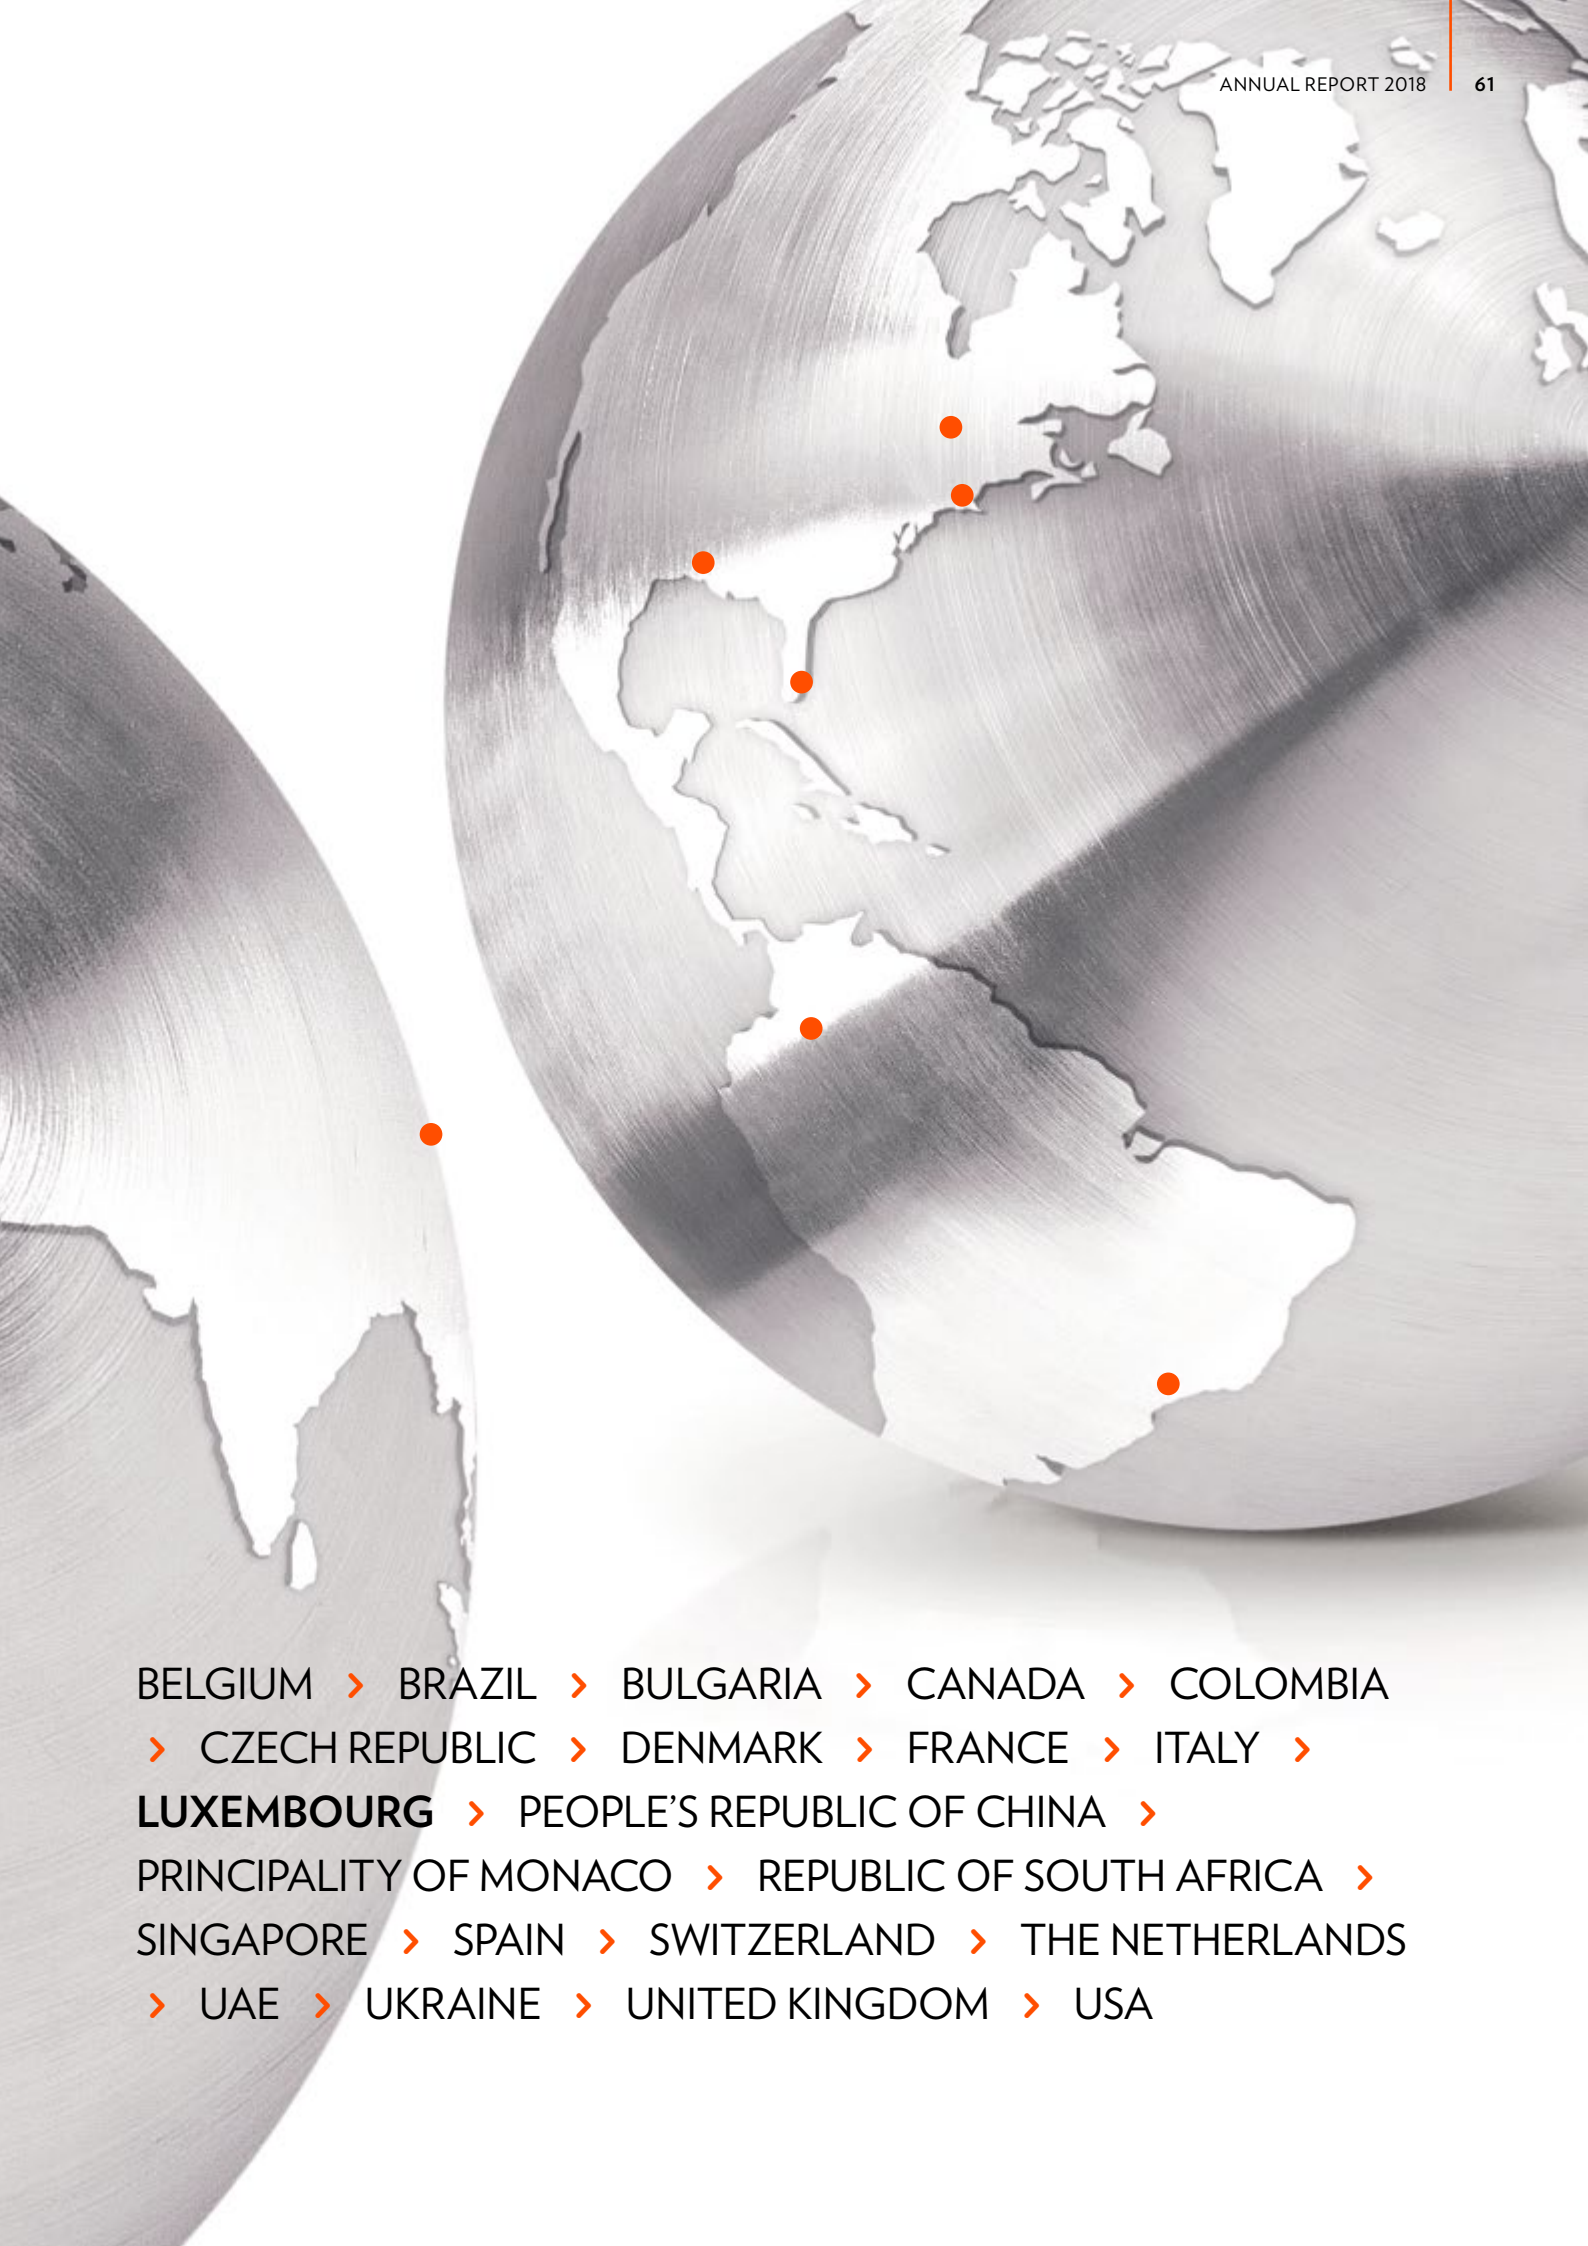 ANNUAL REPORT 2018 61
BELGIUM › BRAZIL › BULGARIA › CANADA › COLOMBIA
› CZECH REPUBLIC › DENMARK › FRANCE › ITALY ›
LUXEMBOURG › PEOPLE’S REPUBLIC OF CHINA ›
PRINCIPALITY OF MONACO › REPUBLIC OF SOUTH AFRICA ›
SINGAPORE › SPAIN › SWITZERLAND › THE NETHERLANDS
› UAE › UKRAINE › UNITED KINGDOM › USA